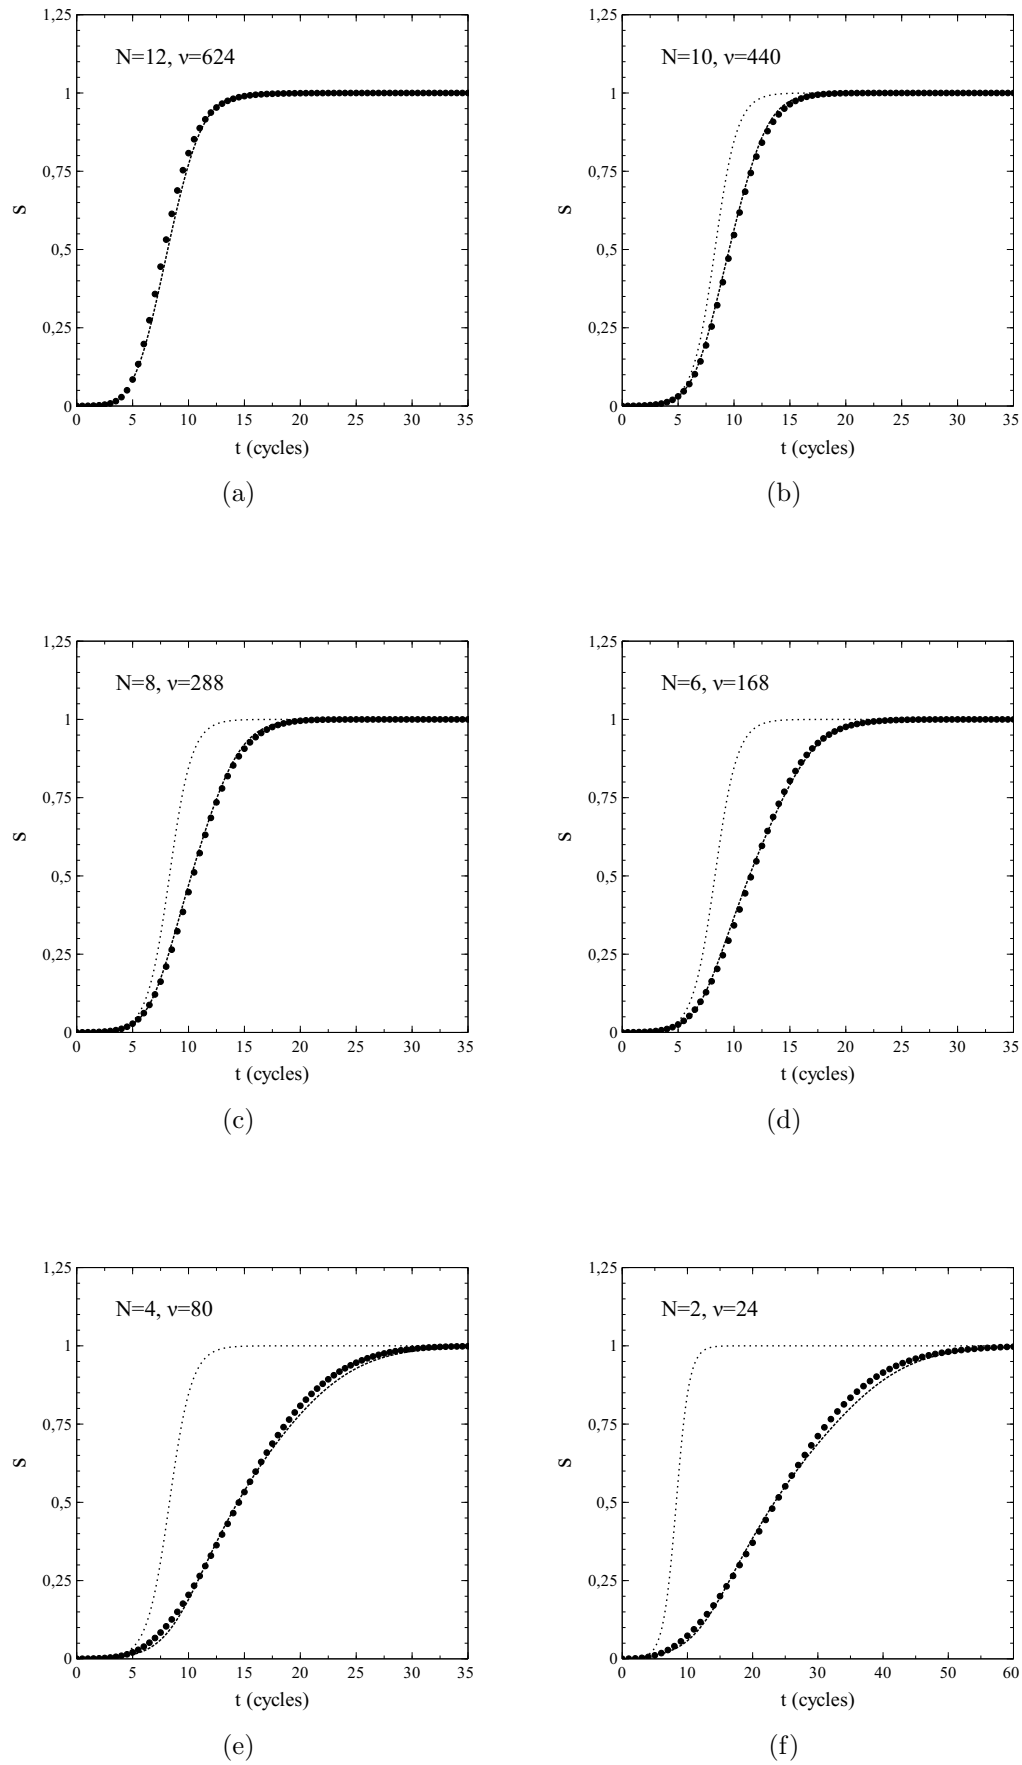 1,25
N=12, ν=624
1
0,75
s
0,5
0,25
0
0 5 10 15 20 25 30 35
t (cycles)
(a)
1,25
N=10, ν=440
1
0,75
s
0,5
0,25
0
0 5 10 15 20 25 30 35
t (cycles)
(b)
1,25
N=8, ν=288
1
0,75
s
0,5
0,25
0
0 5 10 15 20 25 30 35
t (cycles)
(c)
1,25
N=6, ν=168
1
0,75
s
0,5
0,25
0
0 5 10 15 20 25 30 35
t (cycles)
(d)
1,25
N=4, ν=80
1
0,75
s
0,5
0,25
0
0 5 10 15 20 25 30 35
t (cycles)
(e)
1,25
N=2, ν=24
1
0,75
s
0,5
0,25
0
0 10 20 30 40 50 60
t (cycles)
(f)